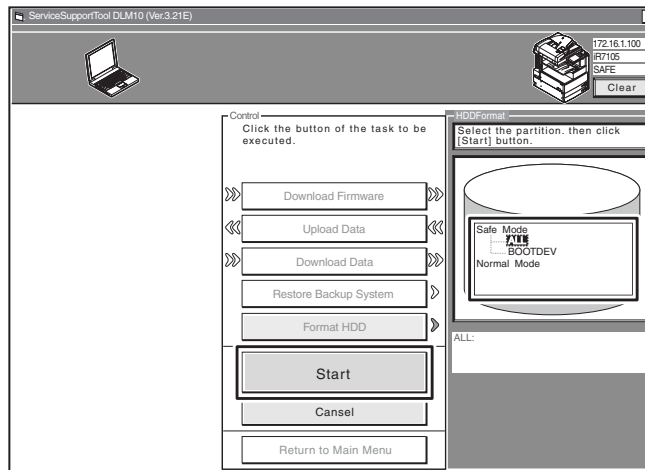 ServiceSupportTool DLM10 (Ver.3.21E)
172.16.1.100
iR7105
SAFE
Clear
Control
Click the button of the task to be
executed.
HDDFormat
Select the partition. then click
[Start] button.
Download Firmware
Upload Data
Download Data
Restore Backup System
Format HDD
Start
Cansel
Return to Main Menu
Safe Mode
BOOTDEV
Normal Mode
ALL: